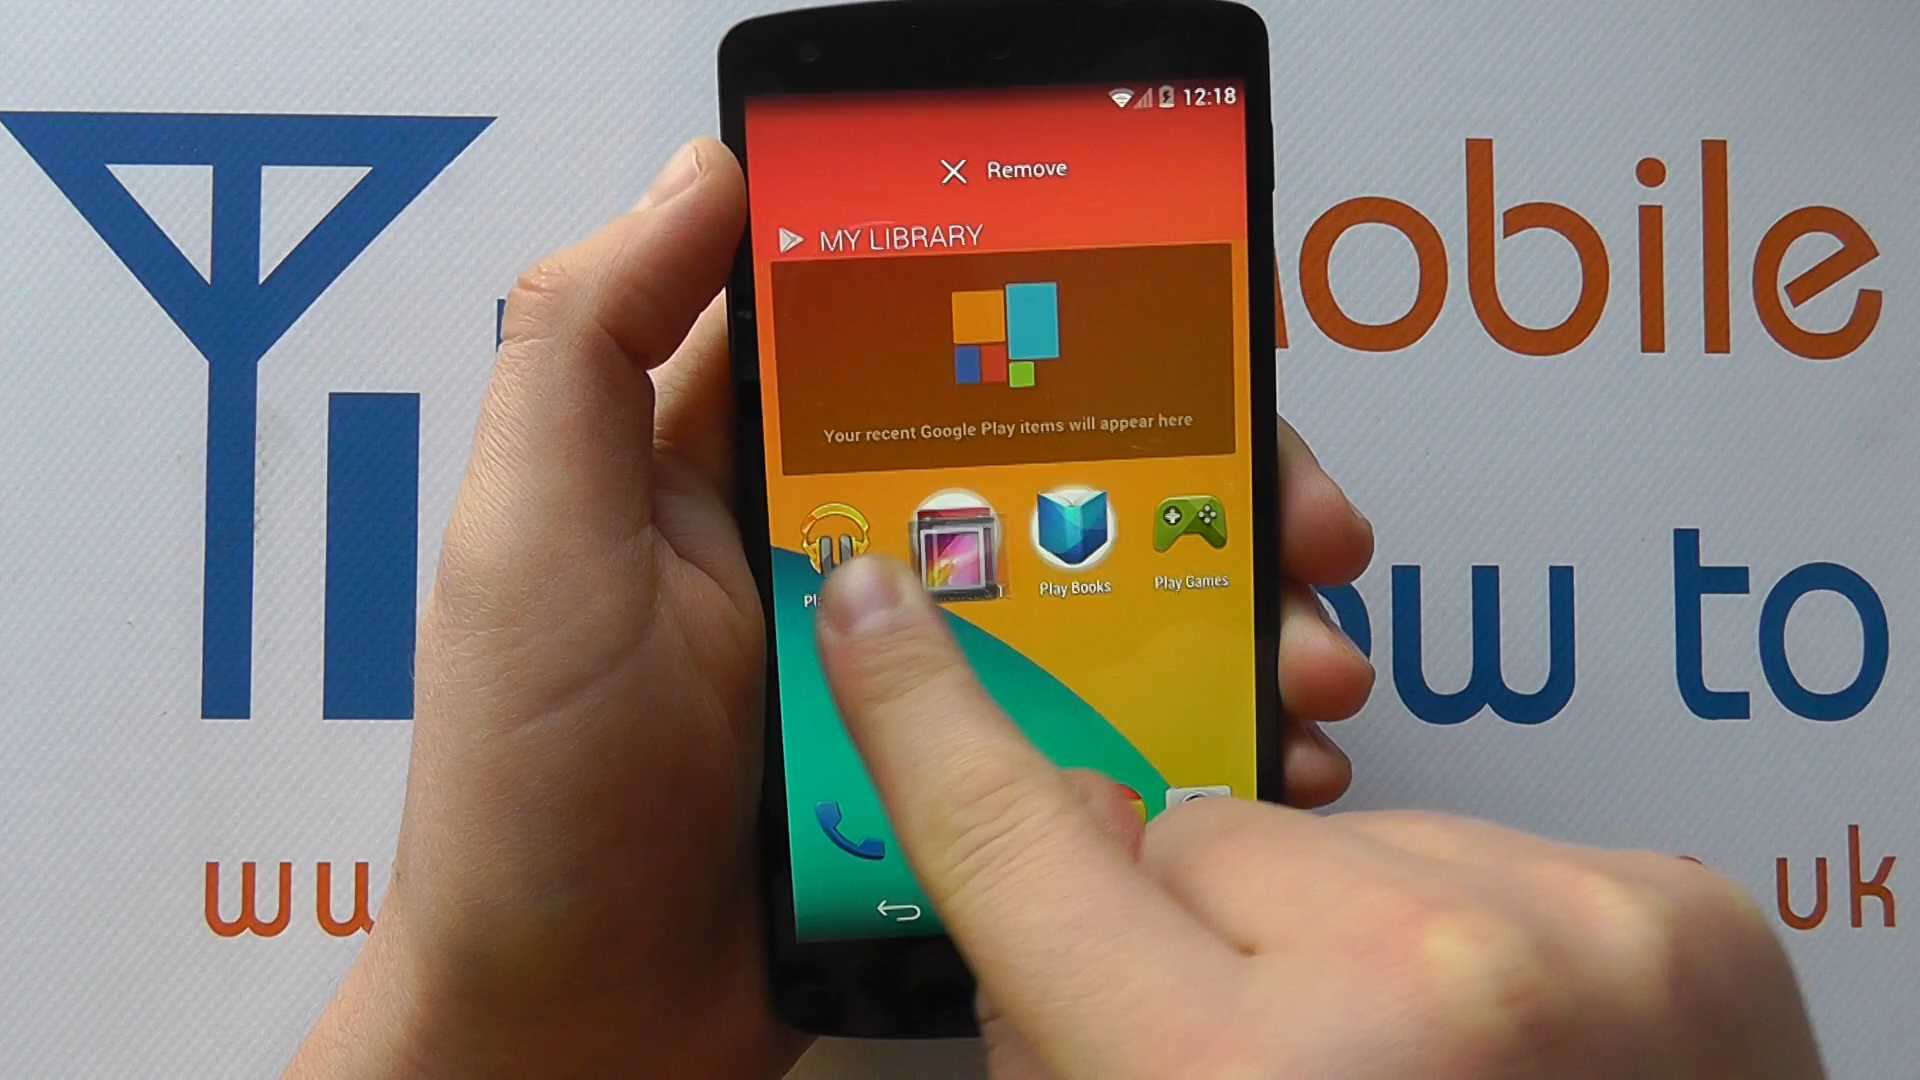 12:18
Remove
MY LIBRARY
Your recent Google Play items will appear here
Play Books
Play Games
obile
ow to
uk